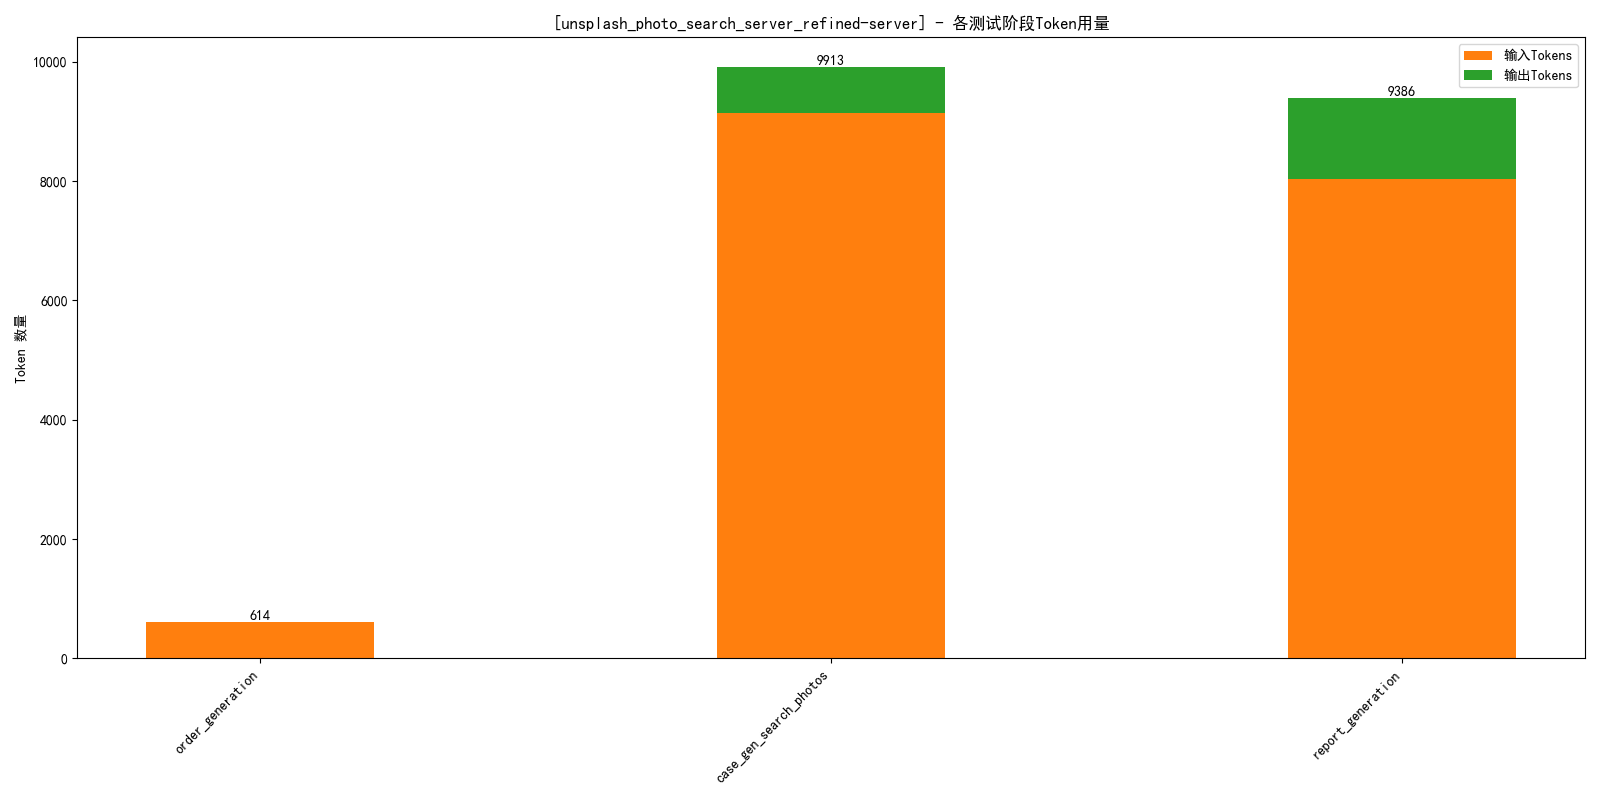 [unsplash_photo_search_server_refined-server] - 各测试阶段Token用量
输入Tokens
输出Tokens
Token 数量
10000
8000
6000
4000
2000
0
614
9913
9386
order_generation
case_gen_search_photos
report_generation